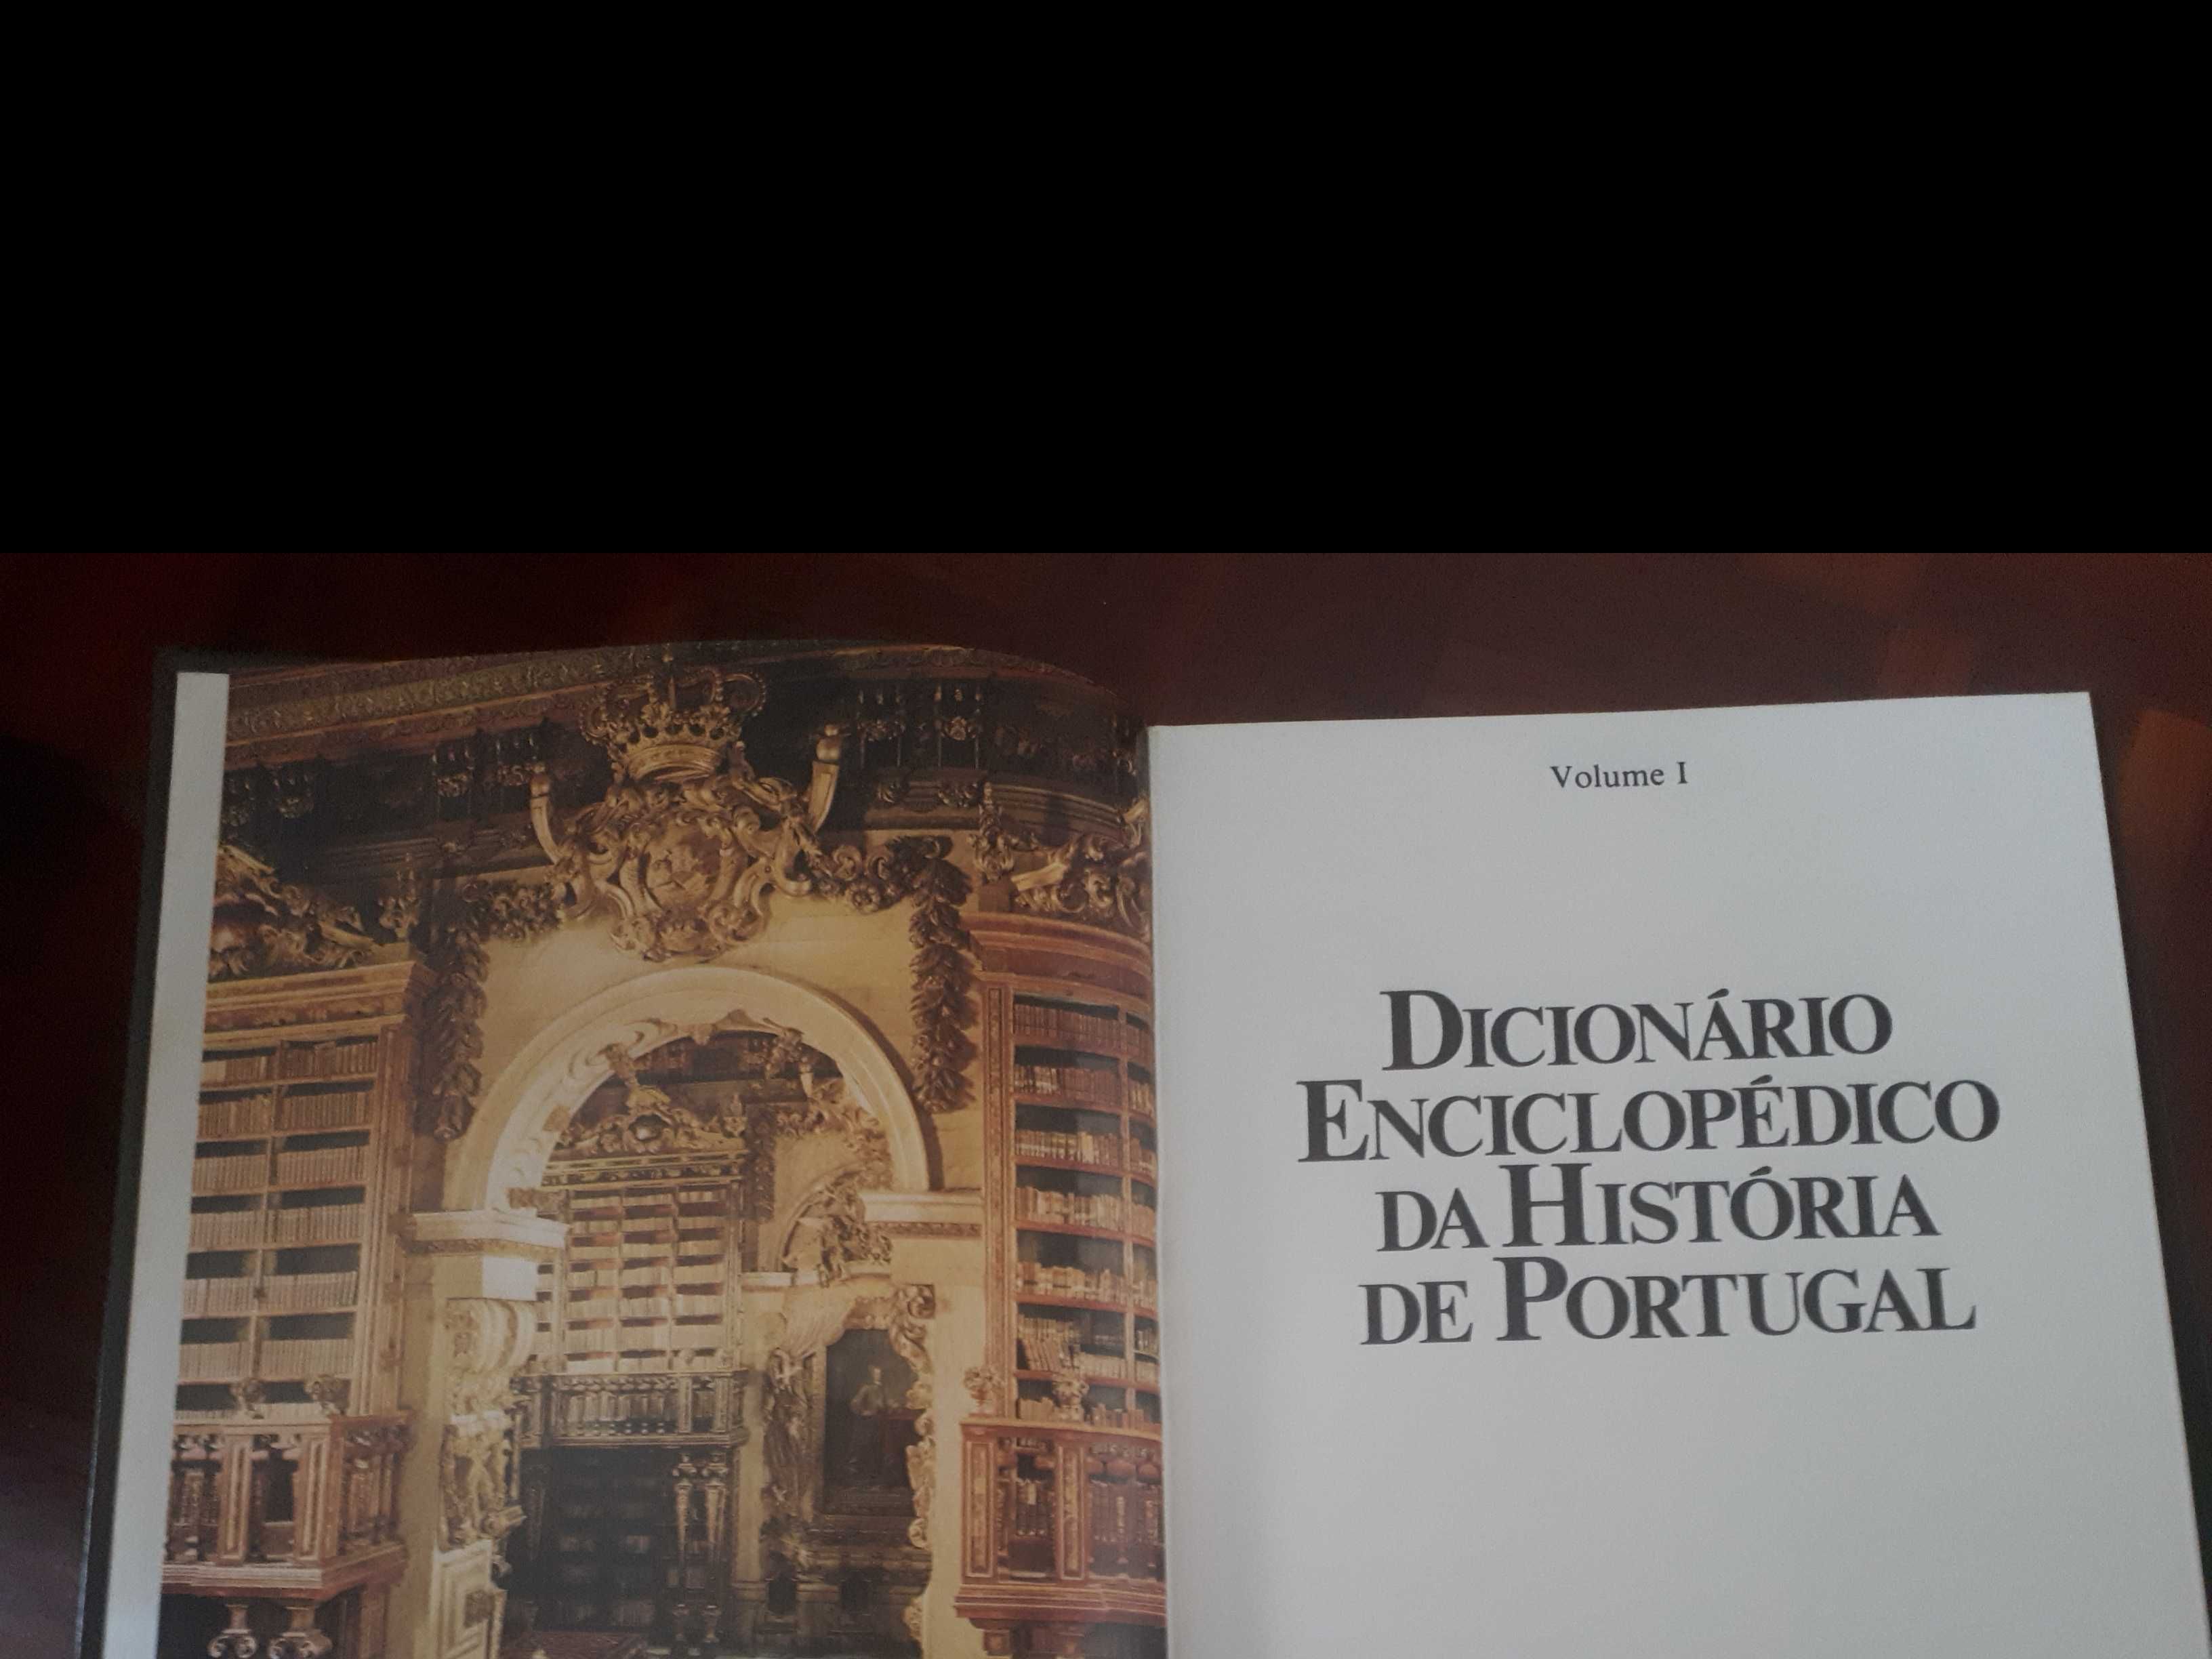 Volume I
DICIONÁRIO
ENCICLOPÉDICO
DA HISTÓRIA
DE PORTUGAL